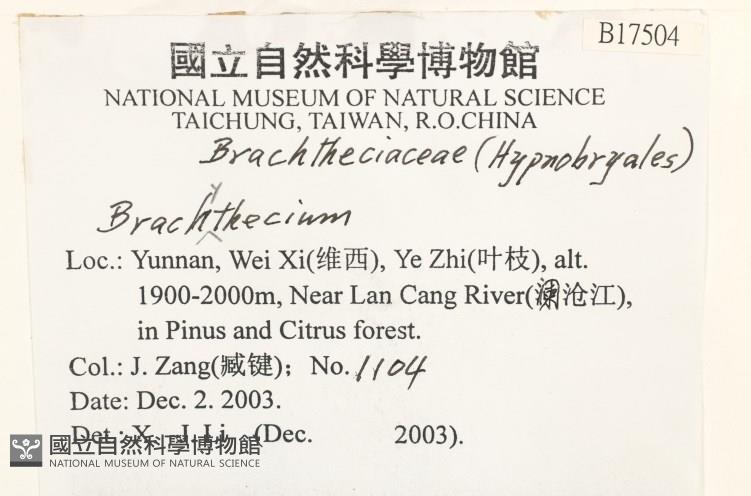 B17504
國立自然科學博物館
NATIONAL MUSEUM OF NATURAL SCIENCE
TAICHUNG, TAIWAN, R.O.CHINA
Brachtheciaceae (Hypnobryales)
Brachythecium
Loc.: Yunnan, Wei Xi(维西), Ye Zhi(叶枝), alt.
1900-2000m, Near Lan Cang River(澜沧江),
in Pinus and Citrus forest.
Col.: J. Zang(臧键); No. 1104
Date: Dec. 2. 2003.
Det.: X. J. Li (Dec. 2003).
國立自然科學博物館
NATIONAL MUSEUM OF NATURAL SCIENCE